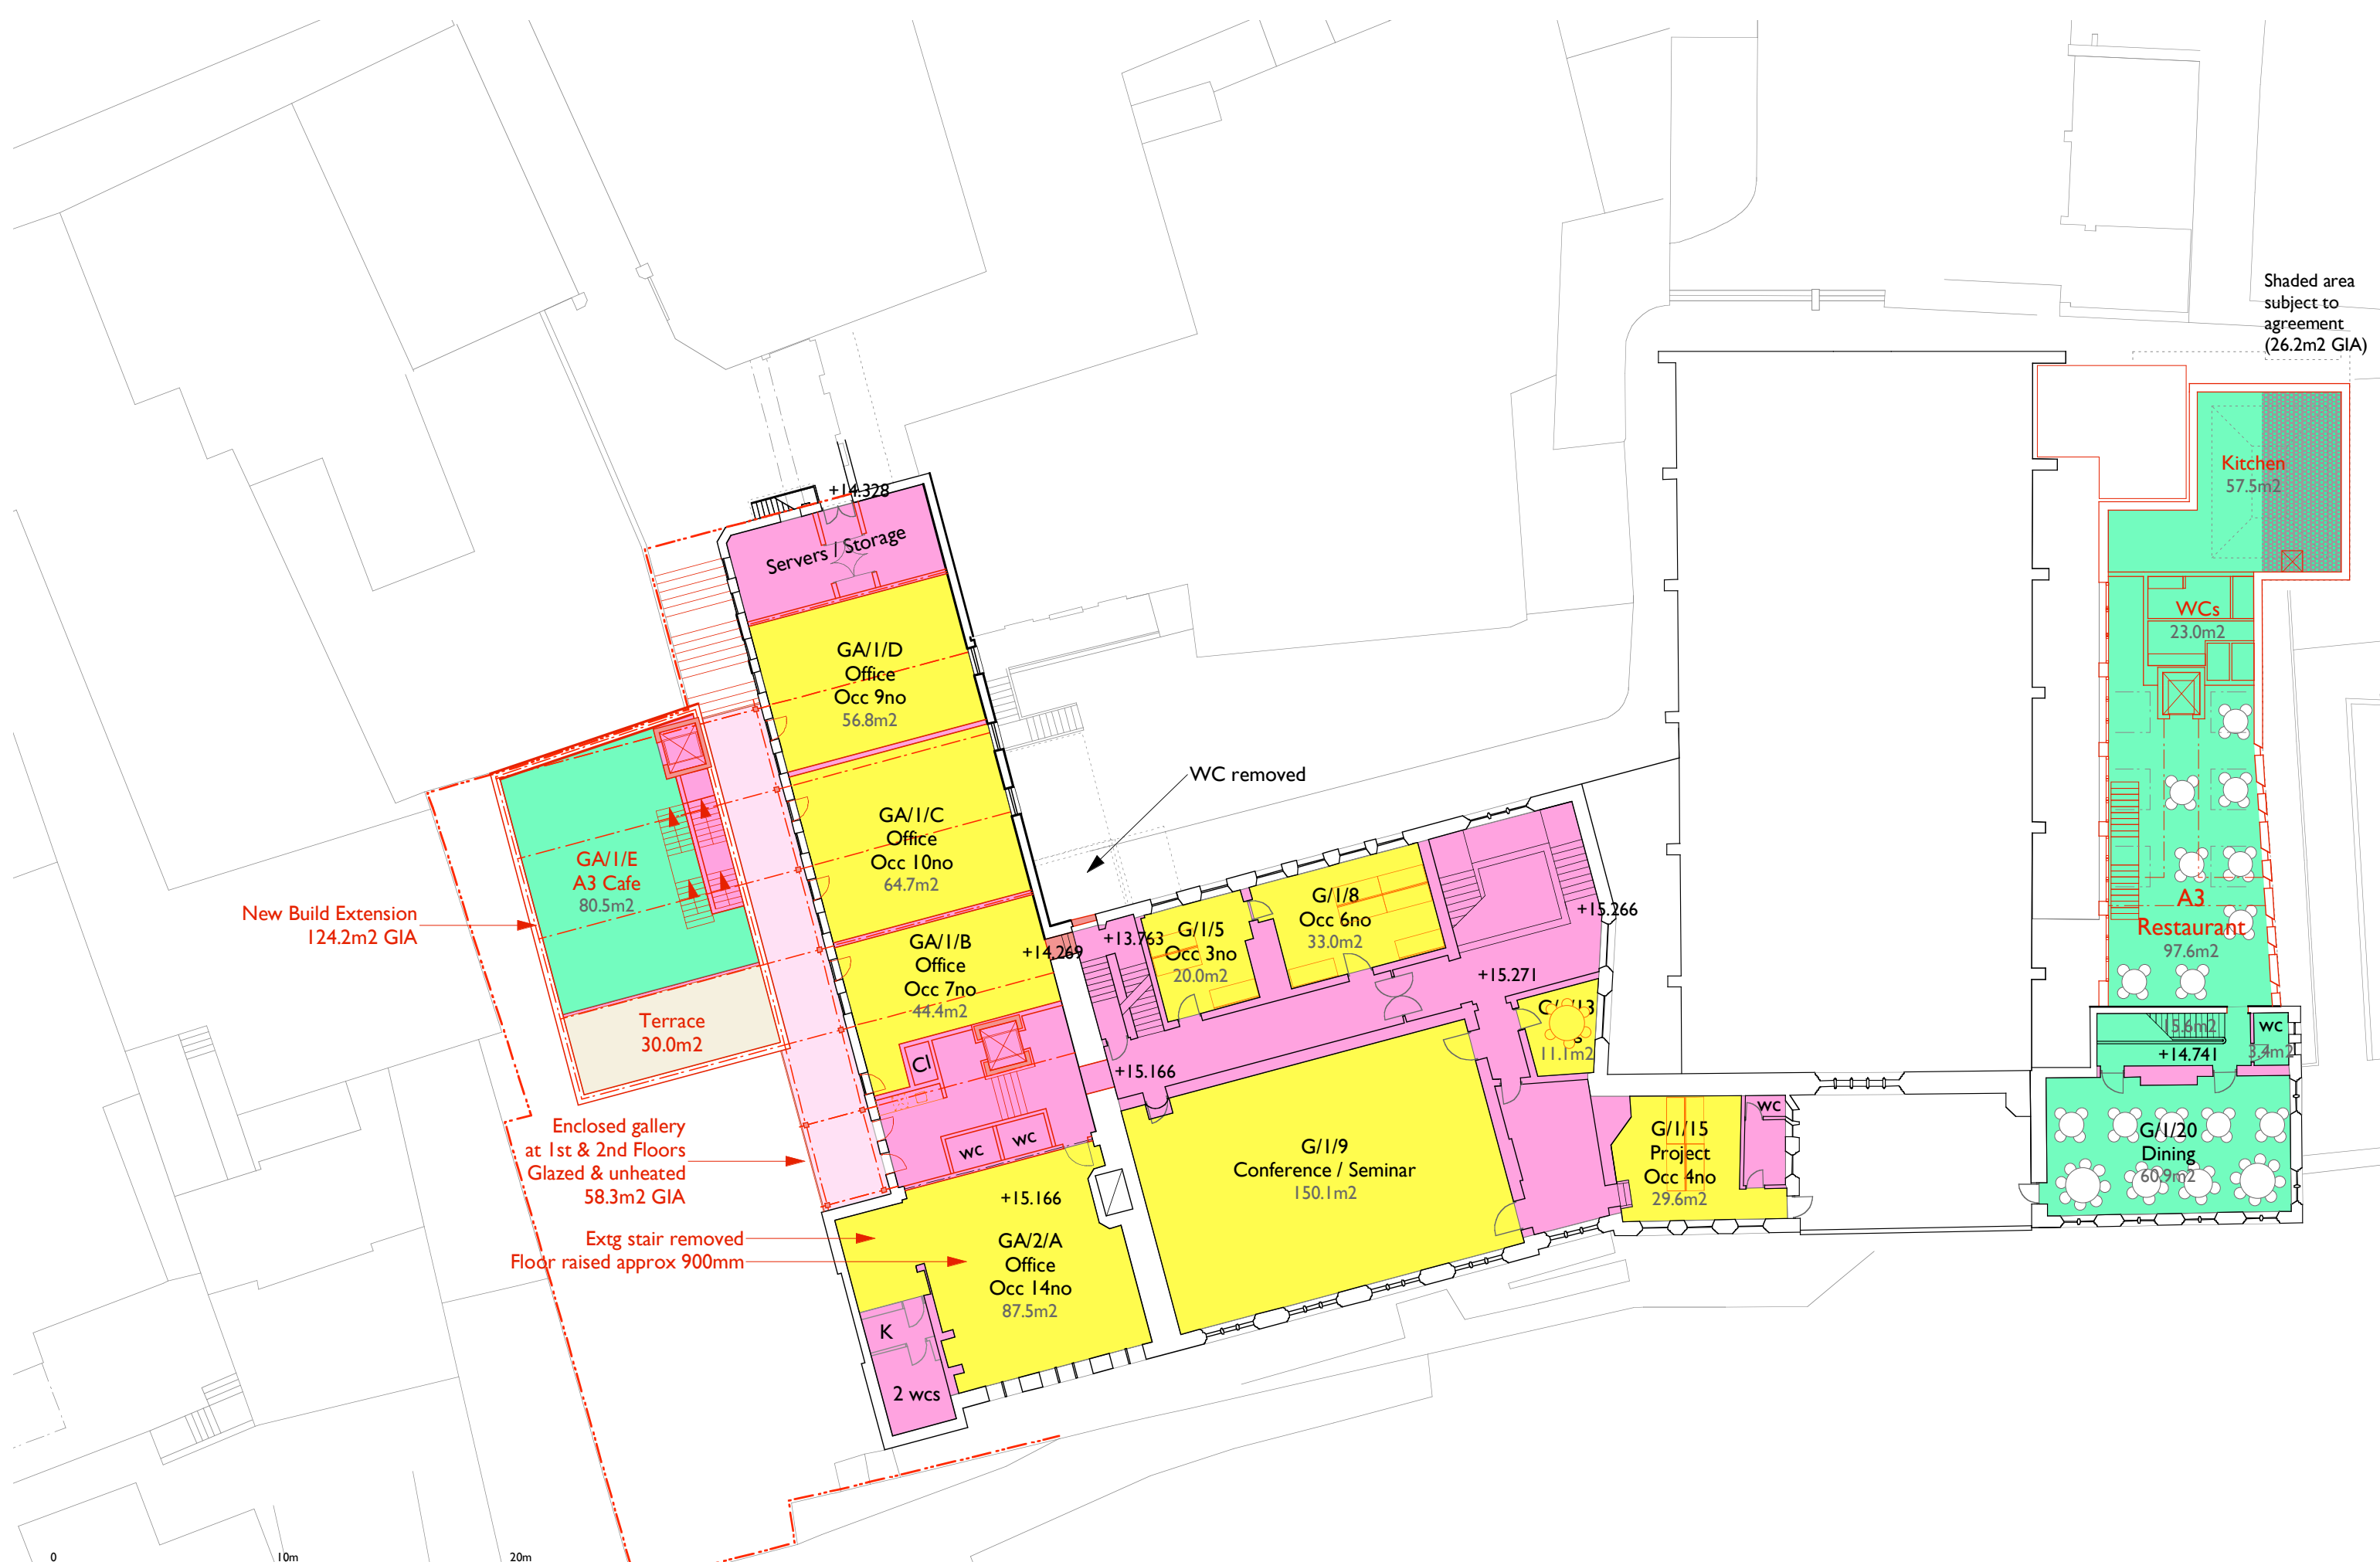 Shaded area
subject to
agreement
(26.2m2 GIA)
Kitchen
57.5m2
+14.328
Servers / Storage
WCs
23.0m2
GA/1/D
Office
Occ 9no
56.8m2
WC removed
GA/1/C
Office
Occ 10no
64.7m2
GA/1/E
A3 Cafe
80.5m2
New Build Extension
124.2m2 GIA
G/1/8
Occ 6no
33.0m2
+15.266
A3
Restaurant
97.6m2
G/1/5
Occ 3no
20.0m2
+13.763
+14.269
GA/1/B
Office
Occ 7no
44.4m2
+15.271
11.1m2
Terrace
30.0m2
15.6m2
WC
3.4m2
+14.741
CI
+15.166
Enclosed gallery
at 1st & 2nd Floors
Glazed & unheated
58.3m2 GIA
WC
WC
G/1/9
Conference / Seminar
150.1m2
WC
G/1/15
Project
Occ 4no
29.6m2
G/1/20
Dining
60.9m2
+15.166
Extg stair removed
Floor raised approx 900mm
GA/2/A
Office
Occ 14no
87.5m2
K
2 wcs
0
10m
20m